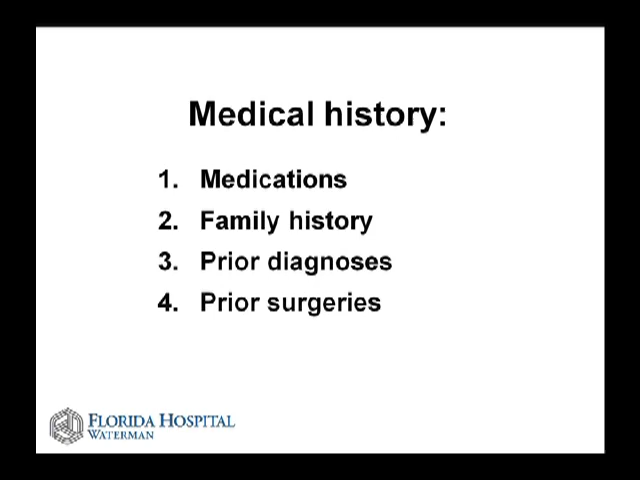 Medical history:
1. Medications
2. Family history
3. Prior diagnoses
4. Prior surgeries
FLORIDA HOSPITAL
WATERMAN